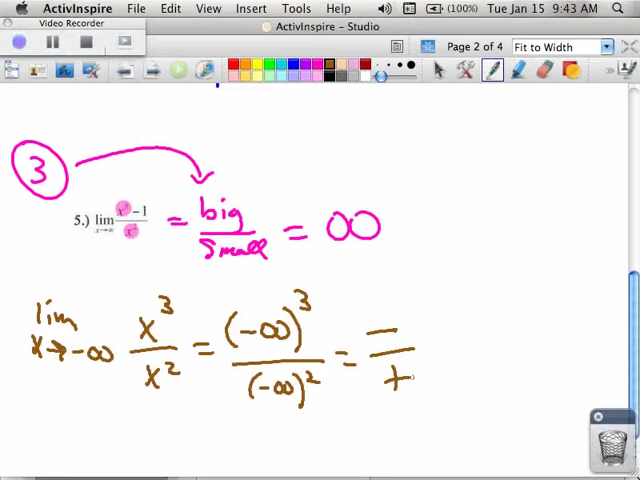 ActivInspire File Edit View Insert Tools Help (100%) Tue Jan 15 9:43 AM
Video Recorder
ActivInspire - Studio
Page 2 of 4 Fit to Width
3
5.) lim x→∞ x³-1/x² = big/small = ∞
lim x→-∞ x³/x² = (-∞)³/(-∞)² = —/+